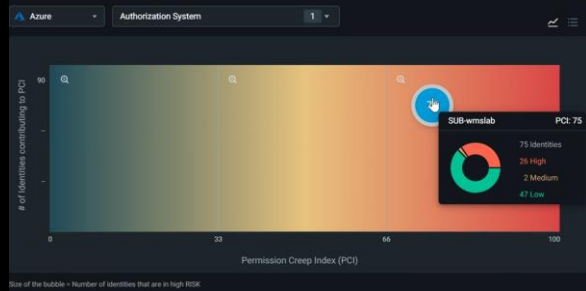 Azure
Authorization System
1
90
# of Identities contributing to PCI
SUB-wmslab PCI: 75
75 Identities
26 High
2 Medium
47 Low
0 33 66 100
Permission Creep Index (PCI)
Size of the bubble = Number of identities that are in high RISK